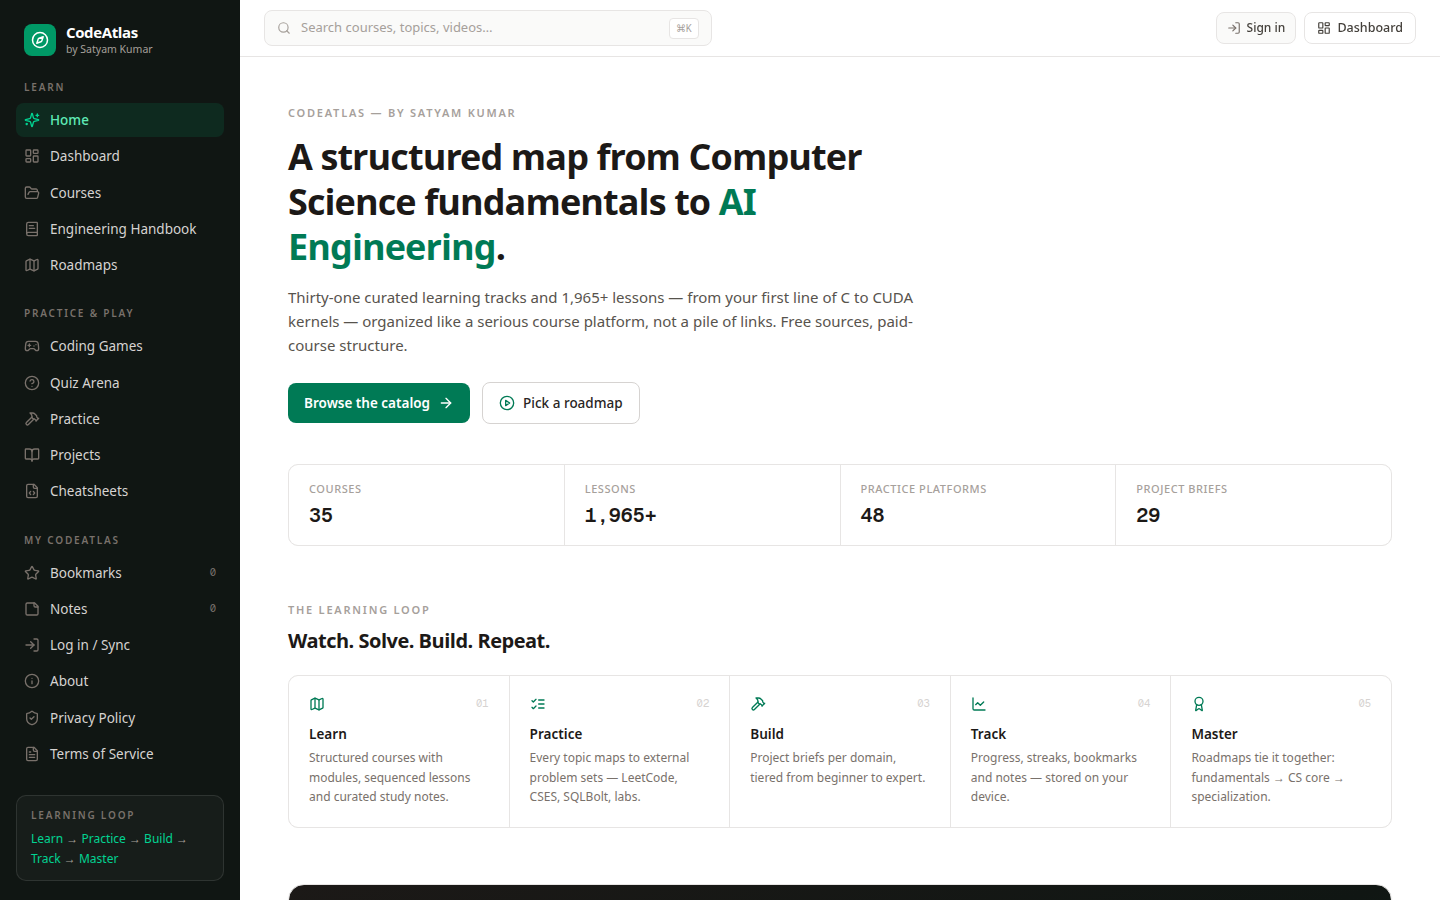 CodeAtlas
by Satyam Kumar
LEARN
Home
Dashboard
Courses
Engineering Handbook
Roadmaps
PRACTICE & PLAY
Coding Games
Quiz Arena
Practice
Projects
Cheatsheets
MY CODEATLAS
Bookmarks 0
Notes 0
Log in / Sync
About
Privacy Policy
Terms of Service
LEARNING LOOP
Learn → Practice → Build →
Track → Master
Search courses, topics, videos... ⌘K
Sign in
Dashboard
CODEATLAS — BY SATYAM KUMAR
A structured map from Computer
Science fundamentals to AI
Engineering.
Thirty-one curated learning tracks and 1,965+ lessons — from your first line of C to CUDA
kernels — organized like a serious course platform, not a pile of links. Free sources, paid-
course structure.
Browse the catalog →
Pick a roadmap
COURSES
35
LESSONS
1,965+
PRACTICE PLATFORMS
48
PROJECT BRIEFS
29
THE LEARNING LOOP
Watch. Solve. Build. Repeat.
01
Learn
Structured courses with
modules, sequenced lessons
and curated study notes.
02
Practice
Every topic maps to external
problem sets — LeetCode,
CSES, SQLBolt, labs.
03
Build
Project briefs per domain,
tiered from beginner to expert.
04
Track
Progress, streaks, bookmarks
and notes — stored on your
device.
05
Master
Roadmaps tie it together:
fundamentals → CS core →
specialization.